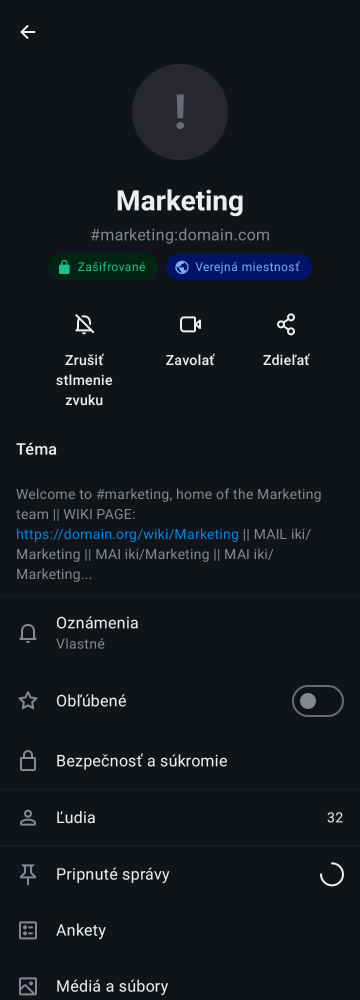 !
Marketing
#marketing:domain.com
Zašifrované
Verejná miestnosť
Zrušiť
stlmenie
zvuku
Zavolať
Zdieľať
Téma
Welcome to #marketing, home of the Marketing
team || WIKI PAGE:
https://domain.org/wiki/Marketing || MAIL iki/
Marketing || MAI iki/Marketing || MAI iki/
Marketing...
Oznámenia
Vlastné
Obľúbené
Bezpečnosť a súkromie
Ľudia
32
Pripnuté správy
Ankety
Médiá a súbory